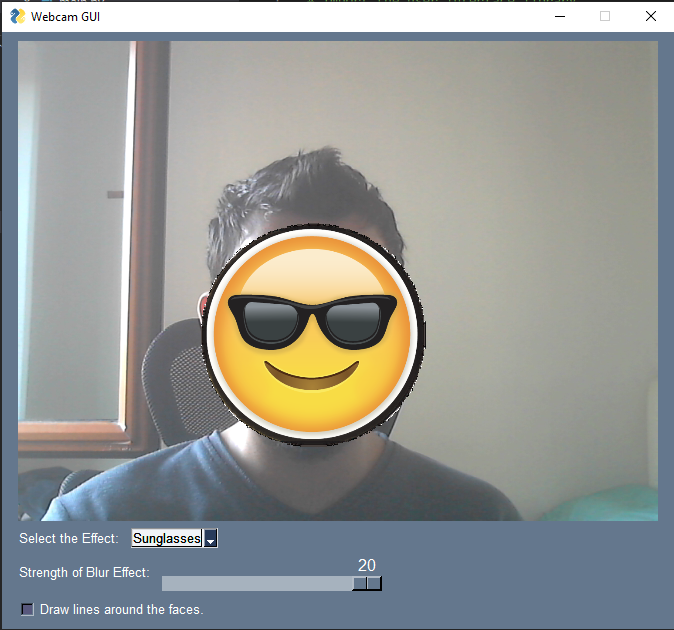 Webcam GUI
Select the Effect: Sunglasses
20
Strength of Blur Effect:
Draw lines around the faces.